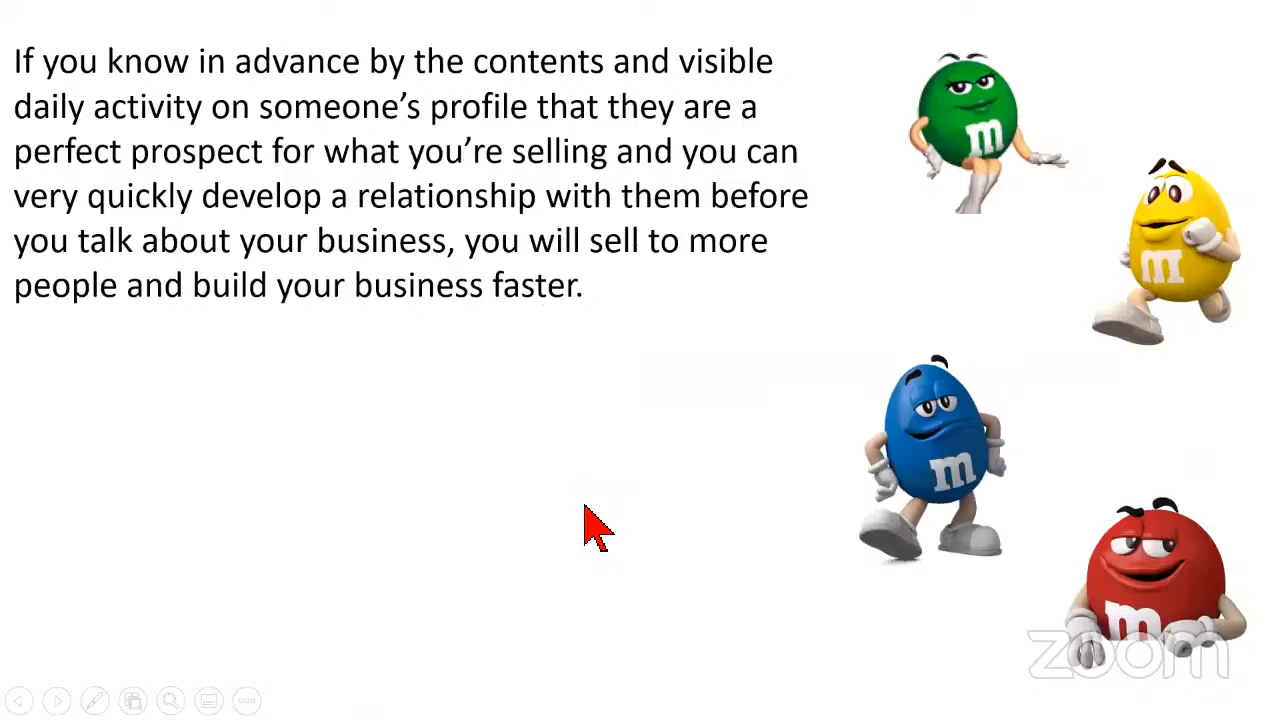 If you know in advance by the contents and visible
daily activity on someone’s profile that they are a
perfect prospect for what you’re selling and you can
very quickly develop a relationship with them before
you talk about your business, you will sell to more
people and build your business faster.
m
m
m
m
zoom